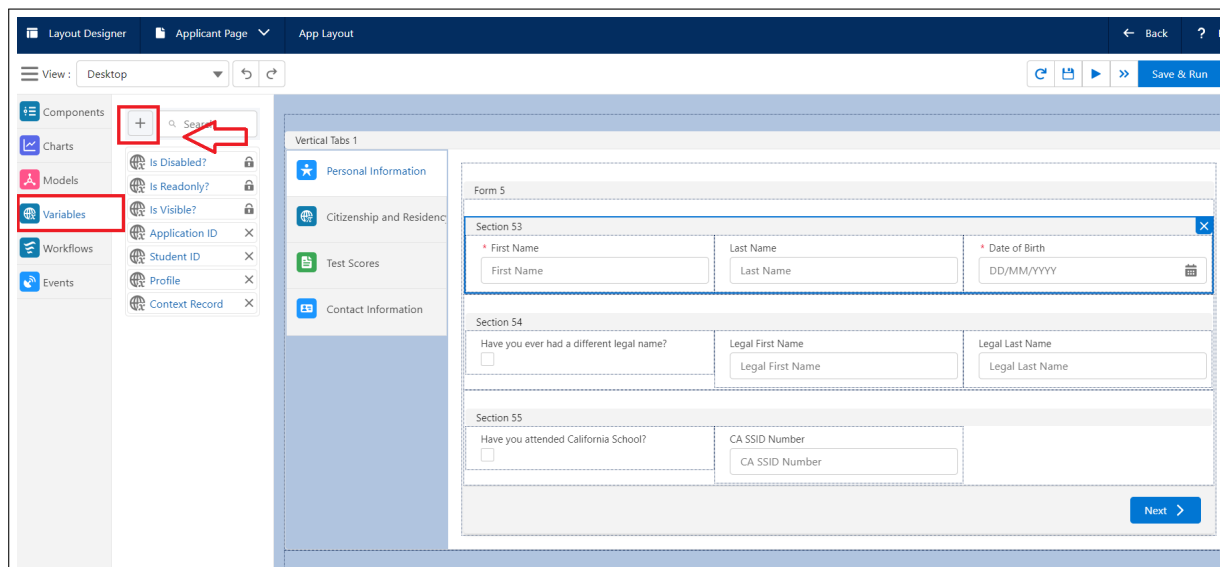 Layout Designer Applicant Page App Layout Back ?
View : Desktop Save & Run
Components
Charts
Models
Variables
Workflows
Events
+ Search
Is Disabled?
Is Readonly?
Is Visible?
Application ID
Student ID
Profile
Context Record
Vertical Tabs 1
Personal Information
Citizenship and Residenc
Test Scores
Contact Information
Form 5
Section 53
* First Name Last Name * Date of Birth
First Name Last Name DD/MM/YYYY
Section 54
Have you ever had a different legal name? Legal First Name Legal Last Name
Legal First Name Legal Last Name
Section 55
Have you attended California School? CA SSID Number
CA SSID Number
Next